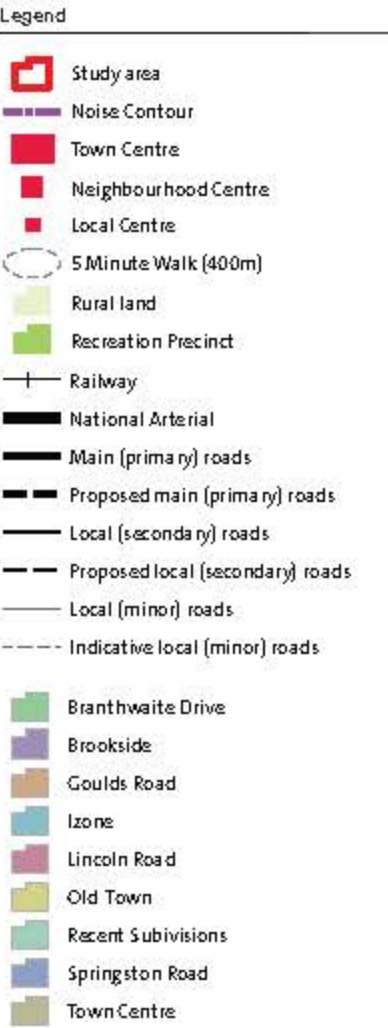 Legend
Study area
Noise Contour
Town Centre
Neighbourhood Centre
Local Centre
5 Minute Walk (400m)
Rural land
Recreation Precinct
Railway
National Arterial
Main (primary) roads
Proposed main (primary) roads
Local (secondary) roads
Proposed local (secondary) roads
Local (minor) roads
Indicative local (minor) roads
Branthwaite Drive
Brookside
Goulds Road
Izone
Lincoln Road
Old Town
Recent Subivisions
Springston Road
Town Centre